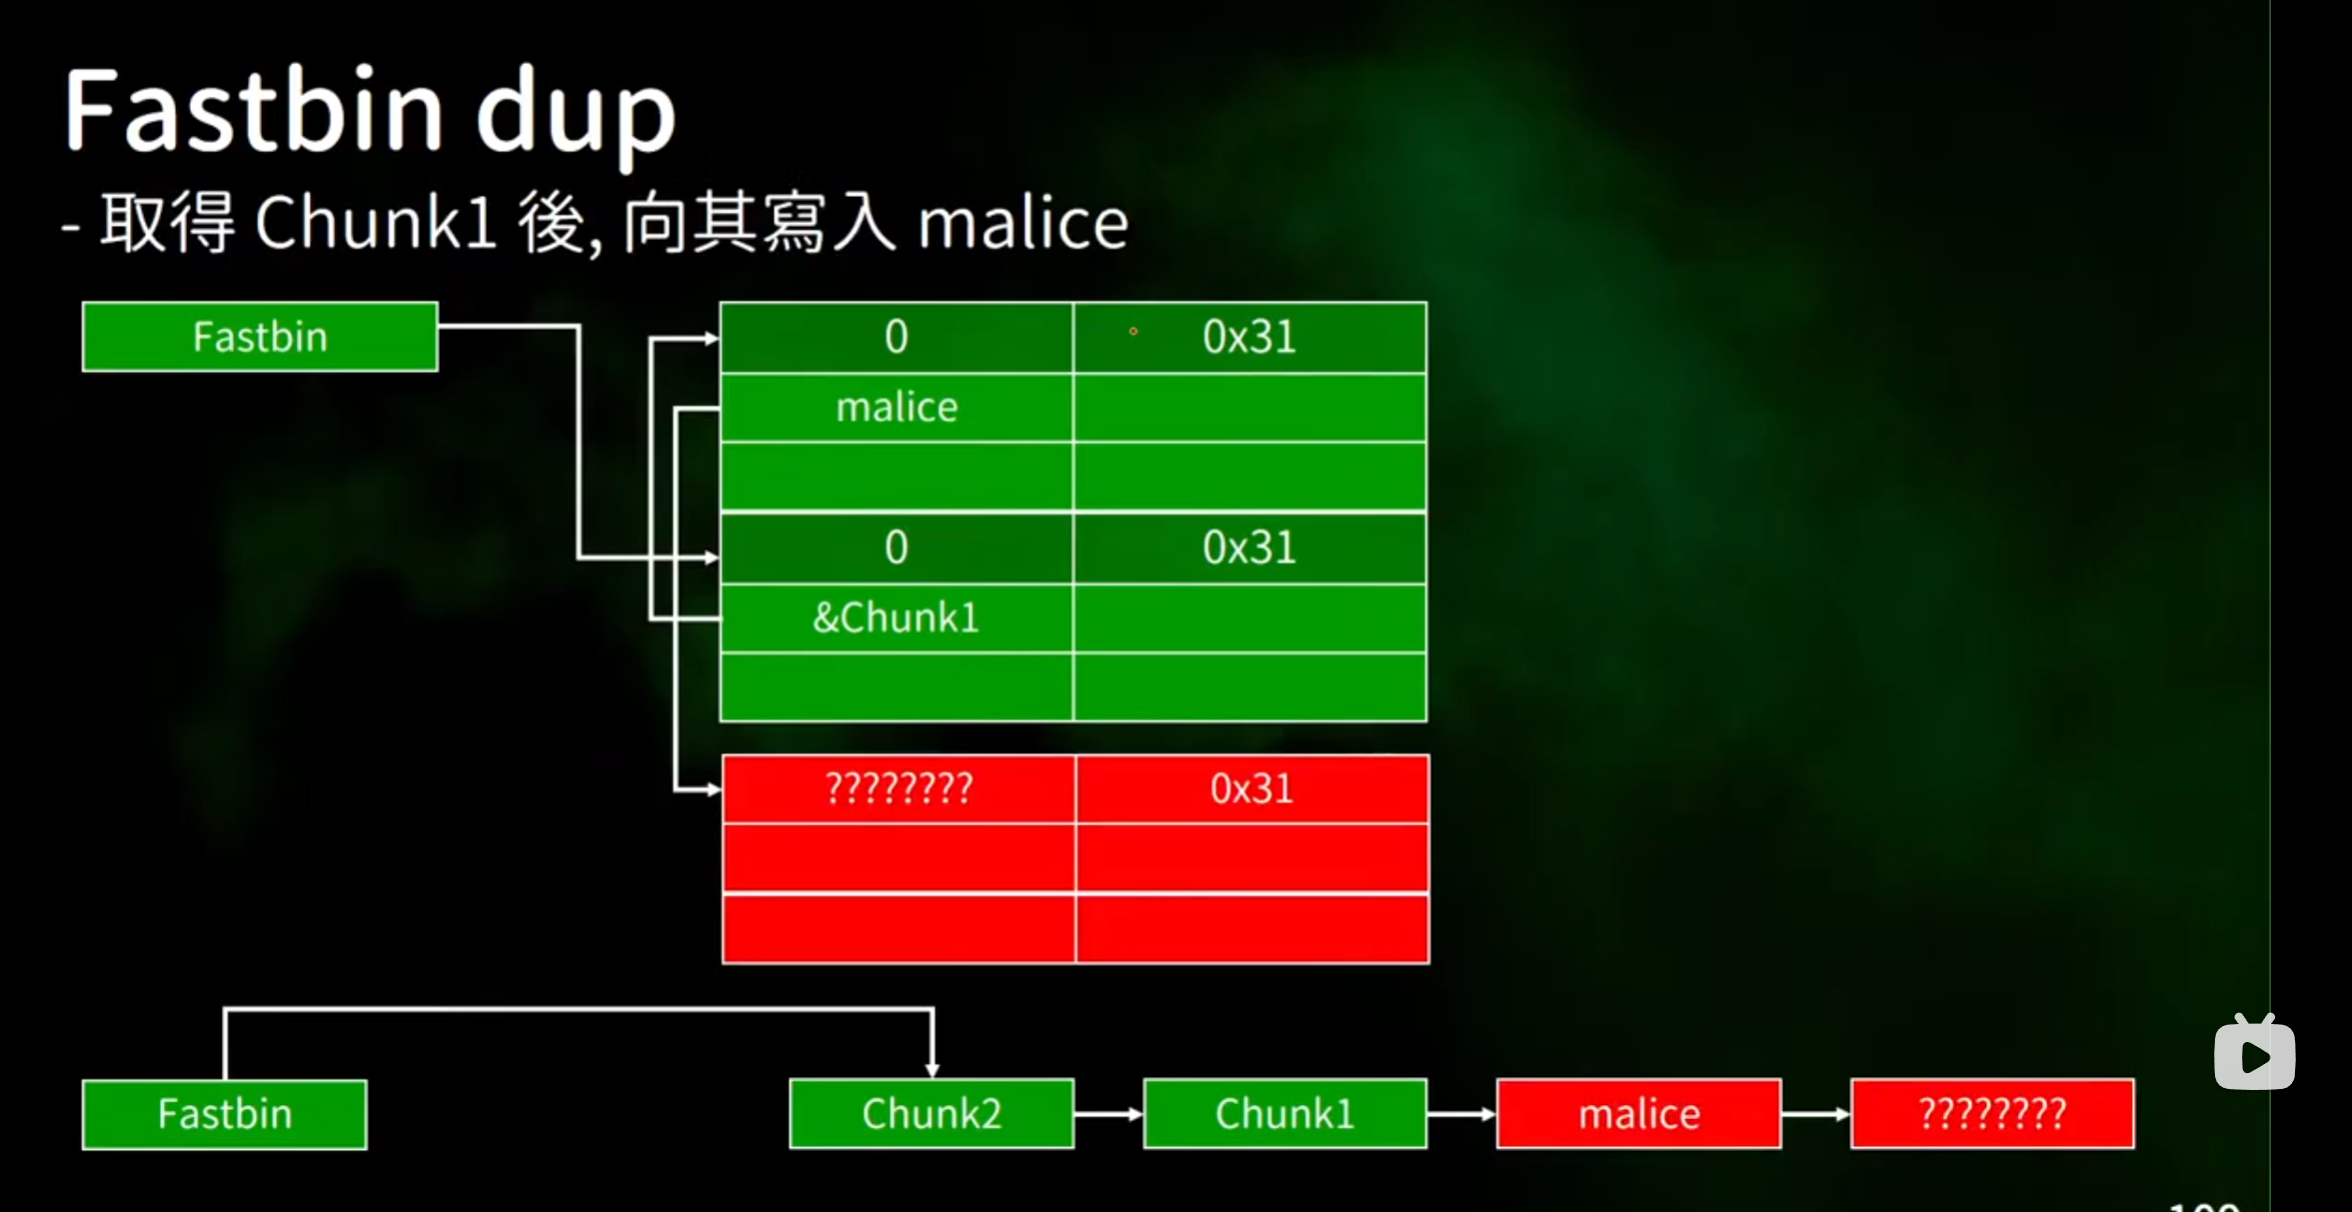 Fastbin dup
- 取得 Chunk1 後, 向其寫入 malice
Fastbin
0 0x31
malice
0 0x31
&Chunk1
???????? 0x31
Fastbin Chunk2 Chunk1 malice ????????